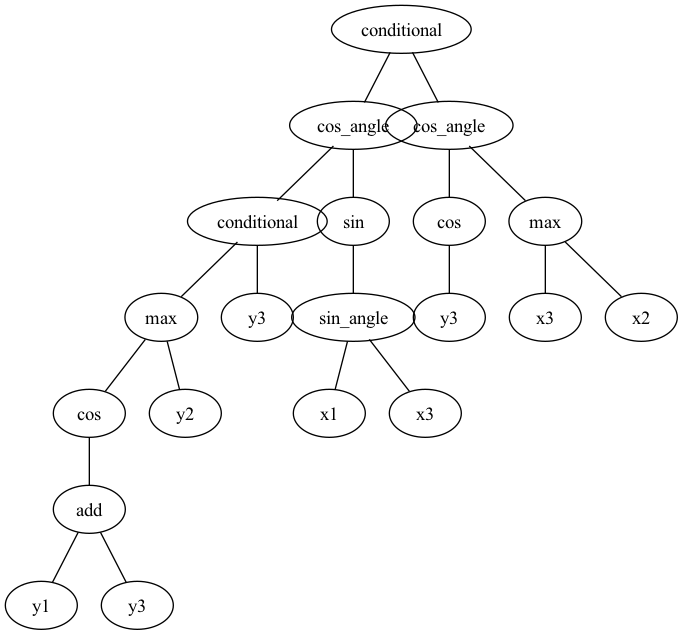 conditional
cos_angle cos_angle
conditional sin cos max
max y3 sin_angle y3 x3 x2
cos y2 x1 x3
add
y1 y3